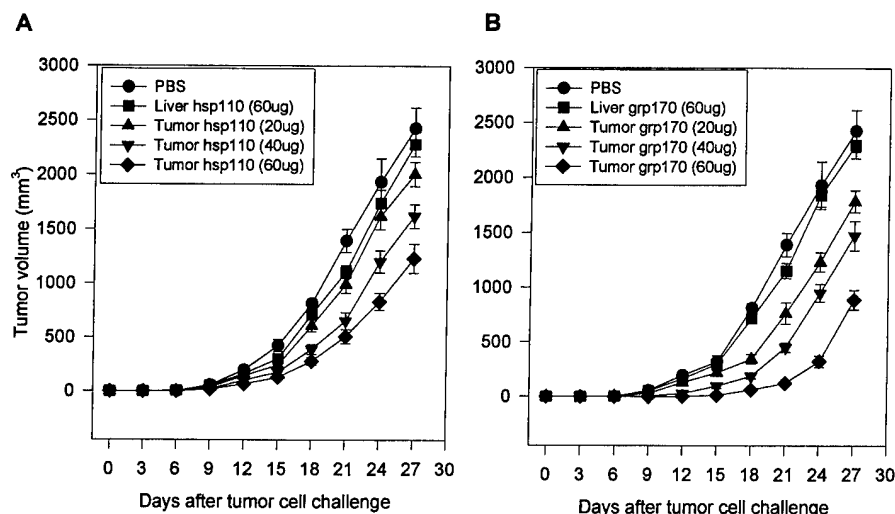 A
3000
2500
2000
1500
1000
500
0
Tumor volume (mm³)
PBS
Liver hsp110 (60ug)
Tumor hsp110 (20ug)
Tumor hsp110 (40ug)
Tumor hsp110 (60ug)
0 3 6 9 12 15 18 21 24 27 30
Days after tumor cell challenge
B
3000
2500
2000
1500
1000
500
0
PBS
Liver grp170 (60ug)
Tumor grp170 (20ug)
Tumor grp170 (40ug)
Tumor grp170 (60ug)
0 3 6 9 12 15 18 21 24 27 30
Days after tumor cell challenge